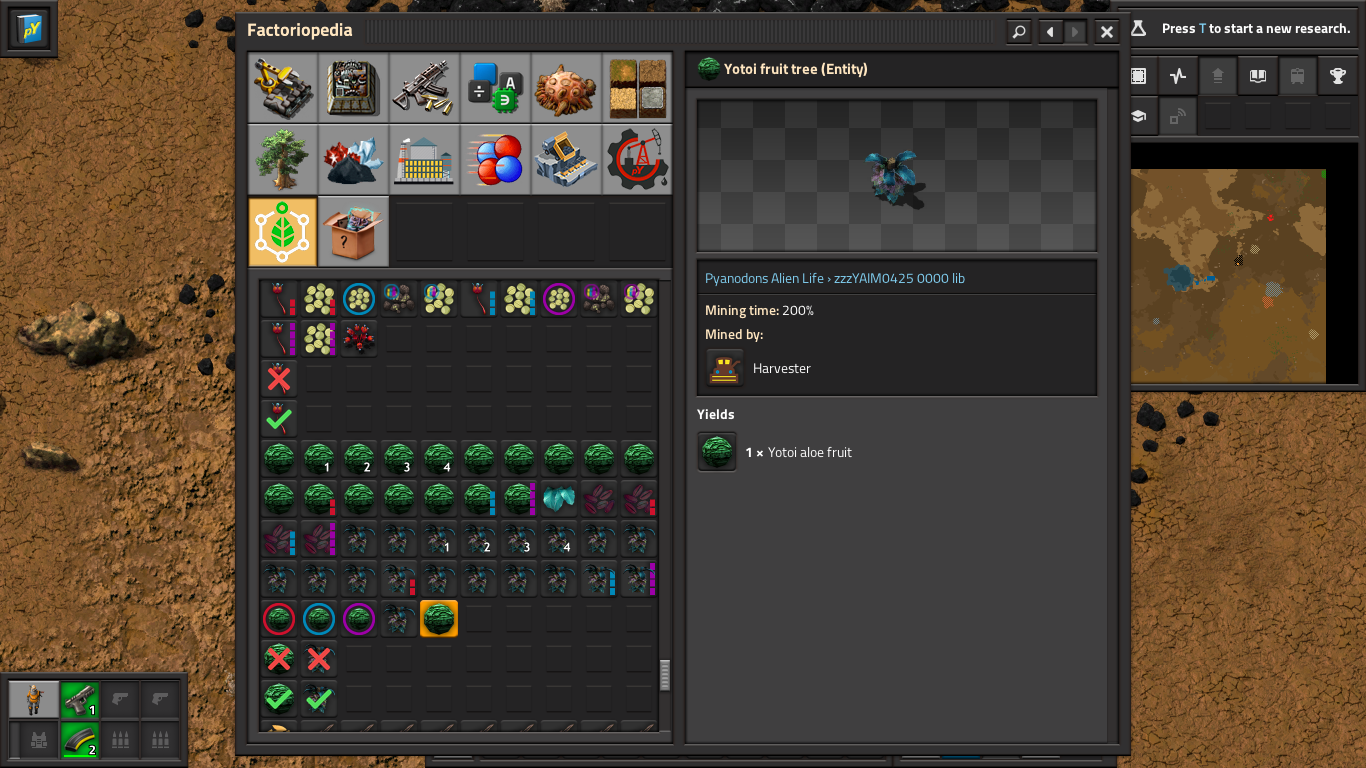 pY
Factoriopedia
Press T to start a new research.
Yotoi fruit tree (Entity)
A
?
Pyanodons Alien Life › zzzYAIM0425 0000 lib
Mining time: 200%
Mined by:
Harvester
Yields
1 × Yotoi aloe fruit
1 2 3 4
1 2 3 4
1
2